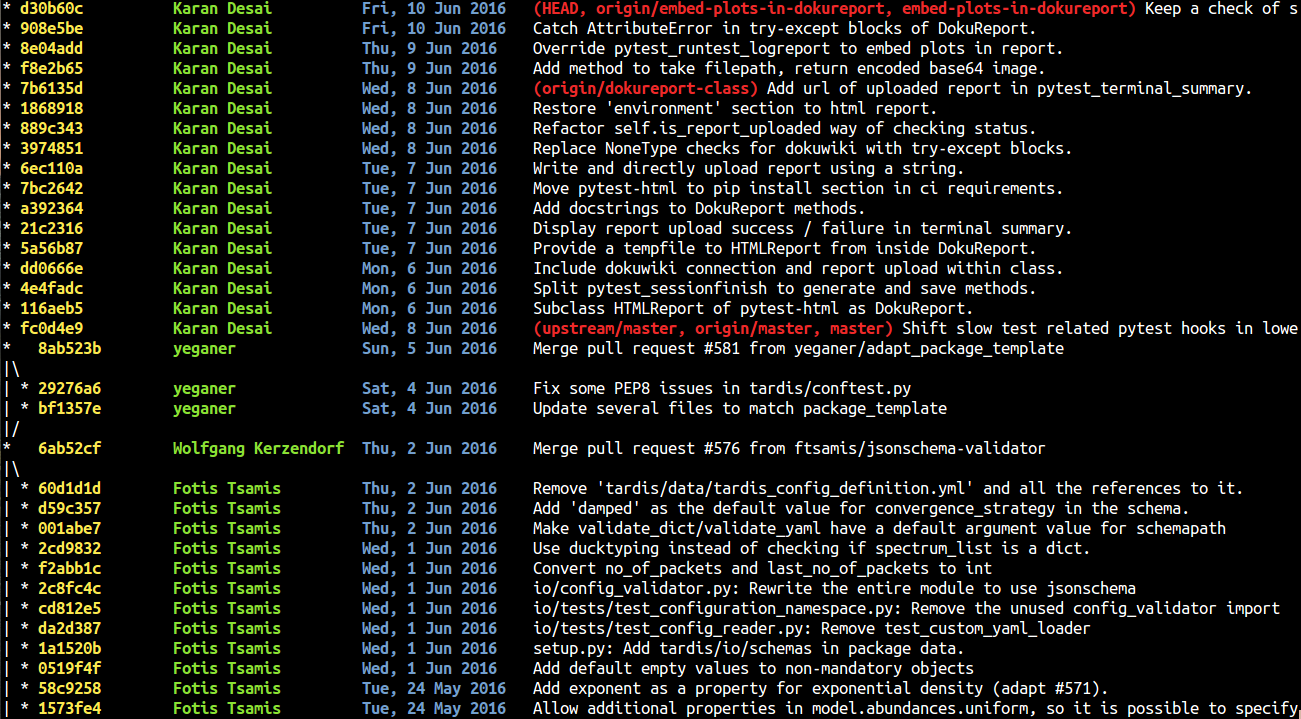 * d30b60c Karan Desai Fri, 10 Jun 2016 (HEAD, origin/embed-plots-in-dokureport, embed-plots-in-dokureport) Keep a check of s
* 908e5be Karan Desai Fri, 10 Jun 2016 Catch AttributeError in try-except blocks of DokuReport.
* 8e04add Karan Desai Thu, 9 Jun 2016 Override pytest_runtest_logreport to embed plots in report.
* f8e2b65 Karan Desai Thu, 9 Jun 2016 Add method to take filepath, return encoded base64 image.
* 7b6135d Karan Desai Wed, 8 Jun 2016 (origin/dokureport-class) Add url of uploaded report in pytest_terminal_summary.
* 1868918 Karan Desai Wed, 8 Jun 2016 Restore 'environment' section to html report.
* 889c343 Karan Desai Wed, 8 Jun 2016 Refactor self.is_report_uploaded way of checking status.
* 3974851 Karan Desai Wed, 8 Jun 2016 Replace NoneType checks for dokuwiki with try-except blocks.
* 6ec110a Karan Desai Tue, 7 Jun 2016 Write and directly upload report using a string.
* 7bc2642 Karan Desai Tue, 7 Jun 2016 Move pytest-html to pip install section in ci requirements.
* a392364 Karan Desai Tue, 7 Jun 2016 Add docstrings to DokuReport methods.
* 21c2316 Karan Desai Tue, 7 Jun 2016 Display report upload success / failure in terminal summary.
* 5a56b87 Karan Desai Tue, 7 Jun 2016 Provide a tempfile to HTMLReport from inside DokuReport.
* dd0666e Karan Desai Mon, 6 Jun 2016 Include dokuwiki connection and report upload within class.
* 4e4fadc Karan Desai Mon, 6 Jun 2016 Split pytest_sessionfinish to generate and save methods.
* 116aeb5 Karan Desai Mon, 6 Jun 2016 Subclass HTMLReport of pytest-html as DokuReport.
* fc0d4e9 Karan Desai Wed, 8 Jun 2016 (upstream/master, origin/master, master) Shift slow test related pytest hooks in lowe
* 8ab523b yeganer Sun, 5 Jun 2016 Merge pull request #581 from yeganer/adapt_package_template
|\
| * 29276a6 yeganer Sat, 4 Jun 2016 Fix some PEP8 issues in tardis/conftest.py
| * bf1357e yeganer Sat, 4 Jun 2016 Update several files to match package_template
|/
* 6ab52cf Wolfgang Kerzendorf Thu, 2 Jun 2016 Merge pull request #576 from ftsamis/jsonschema-validator
|\
| * 60d1d1d Fotis Tsamis Thu, 2 Jun 2016 Remove 'tardis/data/tardis_config_definition.yml' and all the references to it.
| * d59c357 Fotis Tsamis Thu, 2 Jun 2016 Add 'damped' as the default value for convergence_strategy in the schema.
| * 001abe7 Fotis Tsamis Thu, 2 Jun 2016 Make validate_dict/validate_yaml have a default argument value for schemapath
| * 2cd9832 Fotis Tsamis Wed, 1 Jun 2016 Use ducktyping instead of checking if spectrum_list is a dict.
| * f2abb1c Fotis Tsamis Wed, 1 Jun 2016 Convert no_of_packets and last_no_of_packets to int
| * 2c8fc4c Fotis Tsamis Wed, 1 Jun 2016 io/config_validator.py: Rewrite the entire module to use jsonschema
| * cd812e5 Fotis Tsamis Wed, 1 Jun 2016 io/tests/test_configuration_namespace.py: Remove the unused config_validator import
| * da2d387 Fotis Tsamis Wed, 1 Jun 2016 io/tests/test_config_reader.py: Remove test_custom_yaml_loader
| * 1a1520b Fotis Tsamis Wed, 1 Jun 2016 setup.py: Add tardis/io/schemas in package data.
| * 0519f4f Fotis Tsamis Wed, 1 Jun 2016 Add default empty values to non-mandatory objects
| * 58c9258 Fotis Tsamis Tue, 24 May 2016 Add exponent as a property for exponential density (adapt #571).
| * 1573fe4 Fotis Tsamis Tue, 24 May 2016 Allow additional properties in model.abundances.uniform, so it is possible to specify